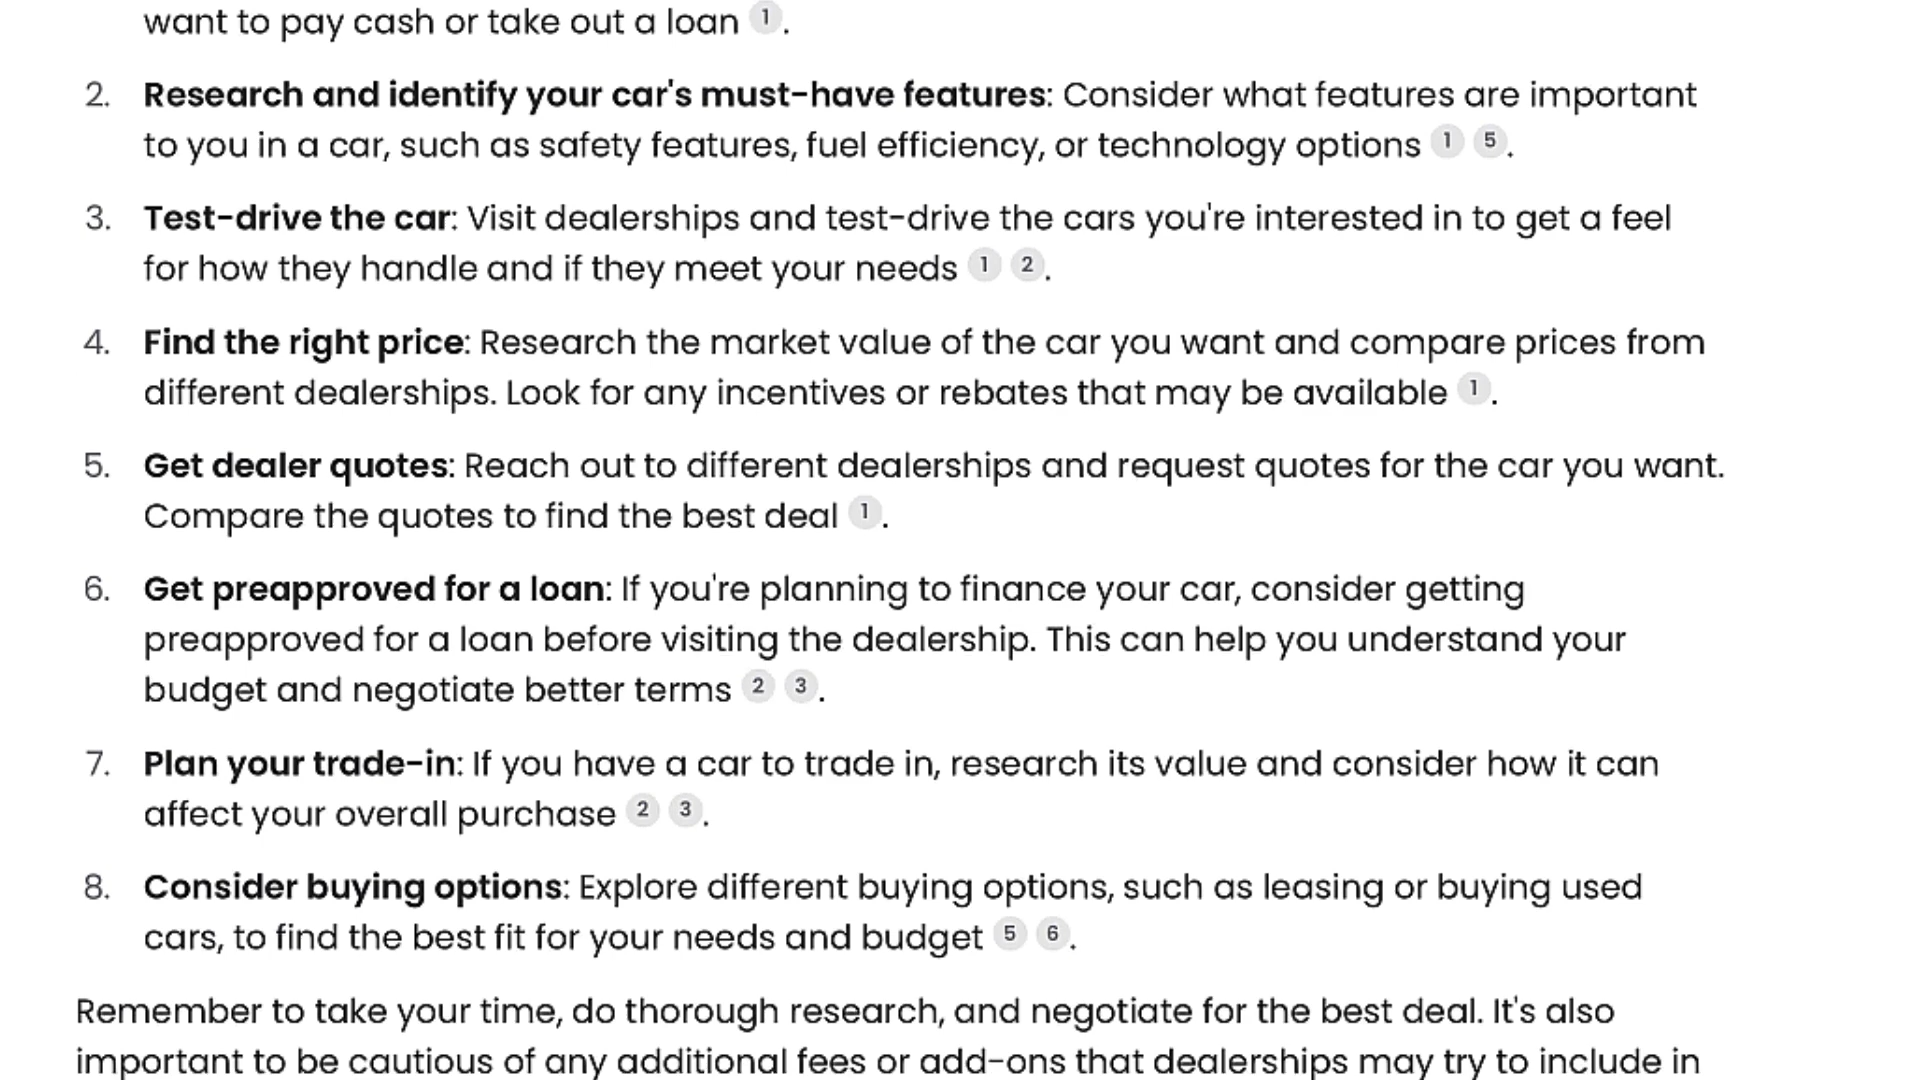 want to pay cash or take out a loan 1.
2. Research and identify your car's must-have features: Consider what features are important
to you in a car, such as safety features, fuel efficiency, or technology options 1 5.
3. Test-drive the car: Visit dealerships and test-drive the cars you're interested in to get a feel
for how they handle and if they meet your needs 1 2.
4. Find the right price: Research the market value of the car you want and compare prices from
different dealerships. Look for any incentives or rebates that may be available 1.
5. Get dealer quotes: Reach out to different dealerships and request quotes for the car you want.
Compare the quotes to find the best deal 1.
6. Get preapproved for a loan: If you're planning to finance your car, consider getting
preapproved for a loan before visiting the dealership. This can help you understand your
budget and negotiate better terms 2 3.
7. Plan your trade-in: If you have a car to trade in, research its value and consider how it can
affect your overall purchase 2 3.
8. Consider buying options: Explore different buying options, such as leasing or buying used
cars, to find the best fit for your needs and budget 5 6.
Remember to take your time, do thorough research, and negotiate for the best deal. It's also
important to be cautious of any additional fees or add-ons that dealerships may try to include in